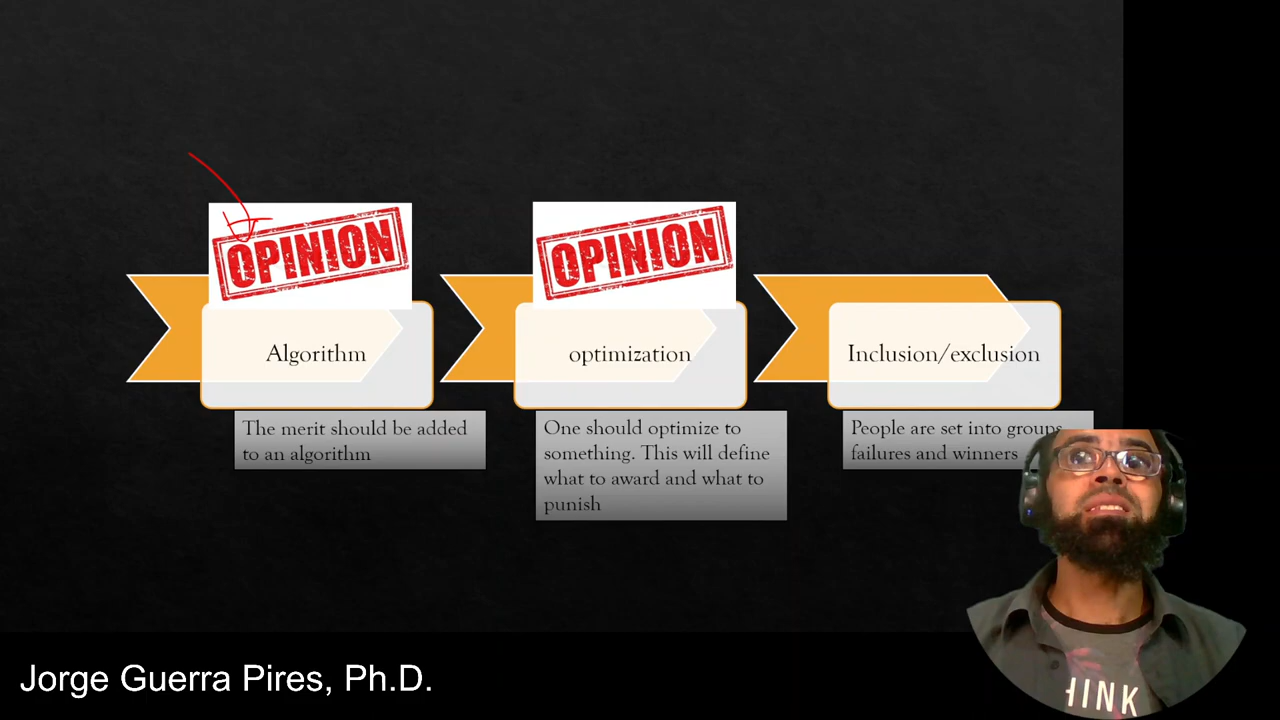 OPINION
OPINION
Algorithm
optimization
Inclusion/exclusion
The merit should be added
to an algorithm
One should optimize to
something. This will define
what to award and what to
punish
People are set into groups
failures and winners
HINK
Jorge Guerra Pires, Ph.D.